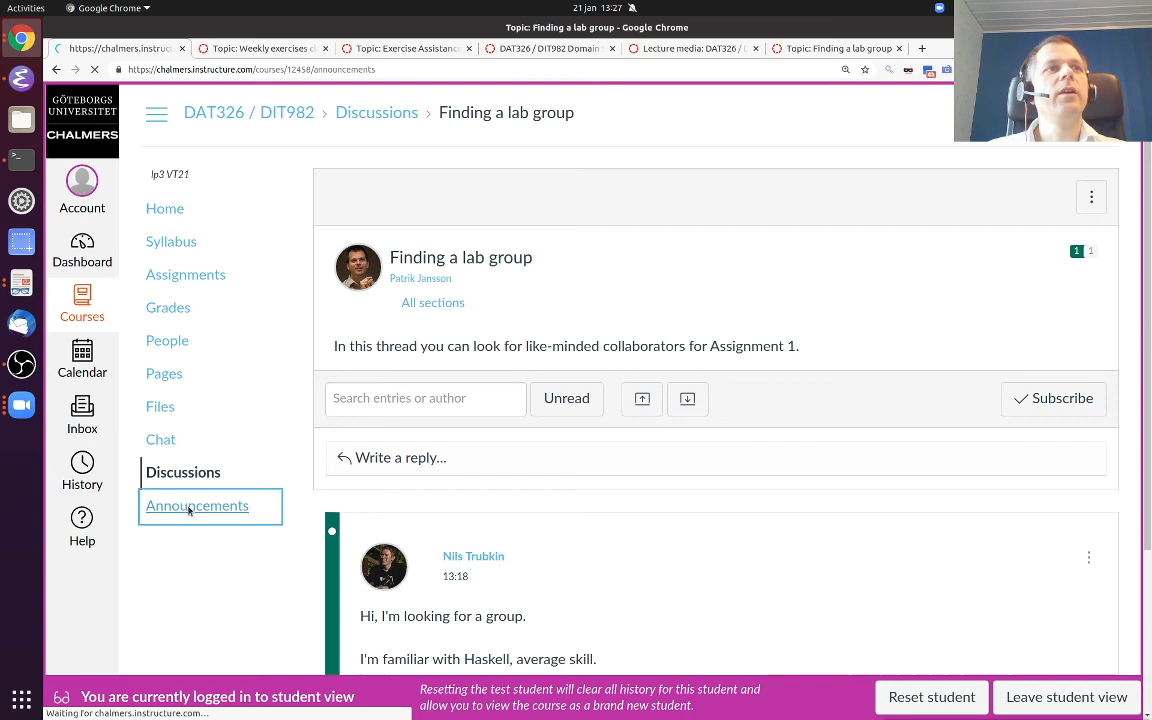 Activities
Google Chrome
21 jan 13:27
Topic: Finding a lab group - Google Chrome
https://chalmers.instruc
Topic: Weekly exercises c
Topic: Exercise Assistance
DAT326 / DIT982 Domain
Lecture media: DAT326 / D
Topic: Finding a lab group
https://chalmers.instructure.com/courses/12458/announcements
GÖTEBORGS
UNIVERSITET
CHALMERS
DAT326 / DIT982 › Discussions › Finding a lab group
lp3 VT21
Home
Syllabus
Assignments
Grades
People
Pages
Files
Chat
Discussions
Announcements
Account
Dashboard
Courses
Calendar
Inbox
History
Help
Finding a lab group
Patrik Jansson
All sections
1 1
In this thread you can look for like-minded collaborators for Assignment 1.
Search entries or author
Unread
Subscribe
Write a reply...
Nils Trubkin
13:18
Hi, I'm looking for a group.
I'm familiar with Haskell, average skill.
You are currently logged in to student view
Resetting the test student will clear all history for this student and
allow you to view the course as a brand new student.
Reset student
Leave student view
Waiting for chalmers.instructure.com...